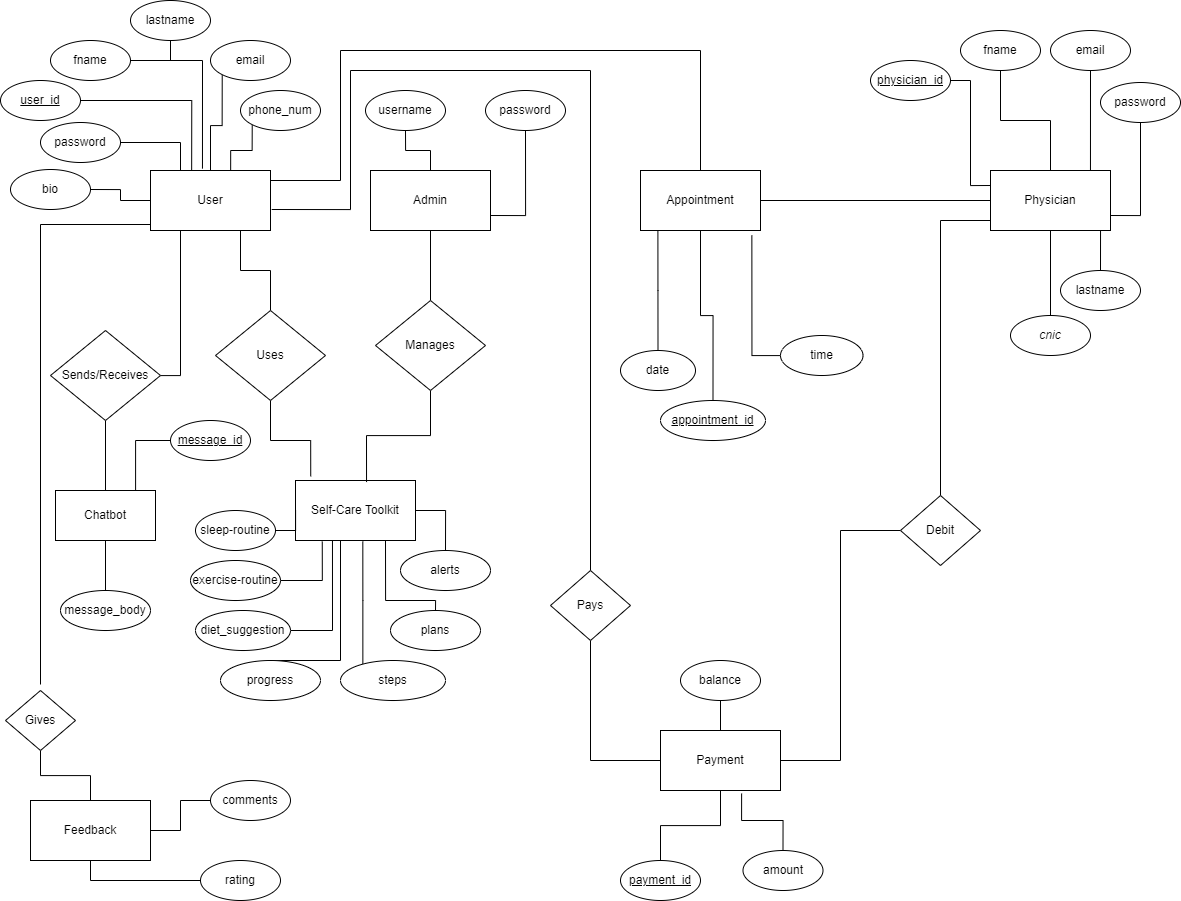 lastname
fname
email
user_id
phone_num
password
bio
User
username
password
Admin
Appointment
physician_id
fname
email
password
Physician
lastname
cnic
date
time
appointment_id
Sends/Receives
Uses
Manages
message_id
Chatbot
message_body
Self-Care Toolkit
sleep-routine
exercise-routine
diet_suggestion
progress
steps
plans
alerts
Pays
Debit
balance
Payment
payment_id
amount
Gives
Feedback
comments
rating